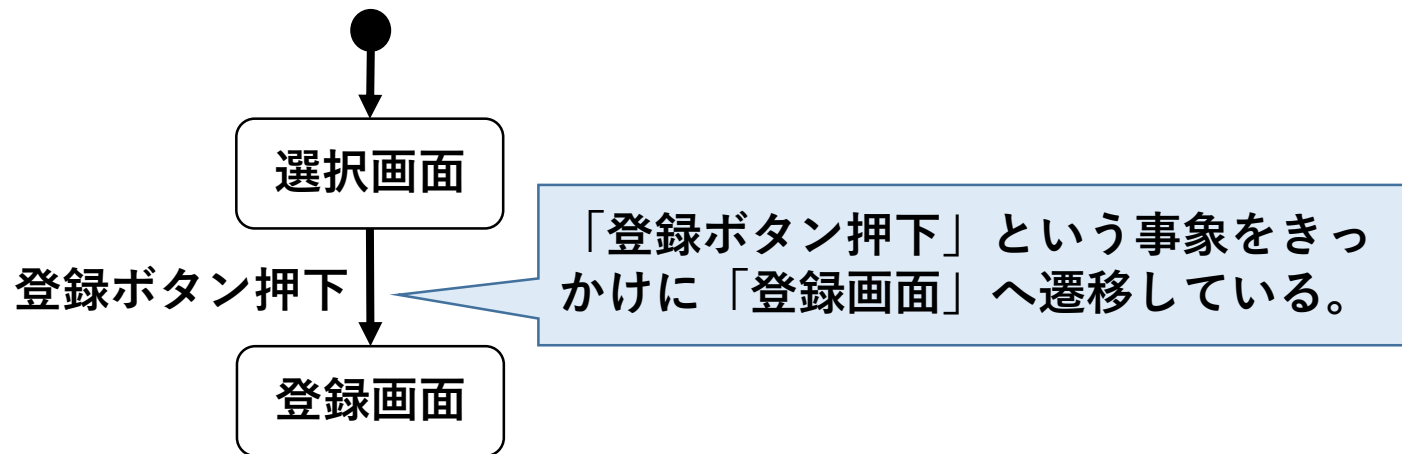 選択画面
「登録ボタン押下」という事象をきっ
かけに「登録画面」へ遷移している。
登録ボタン押下
登録画面